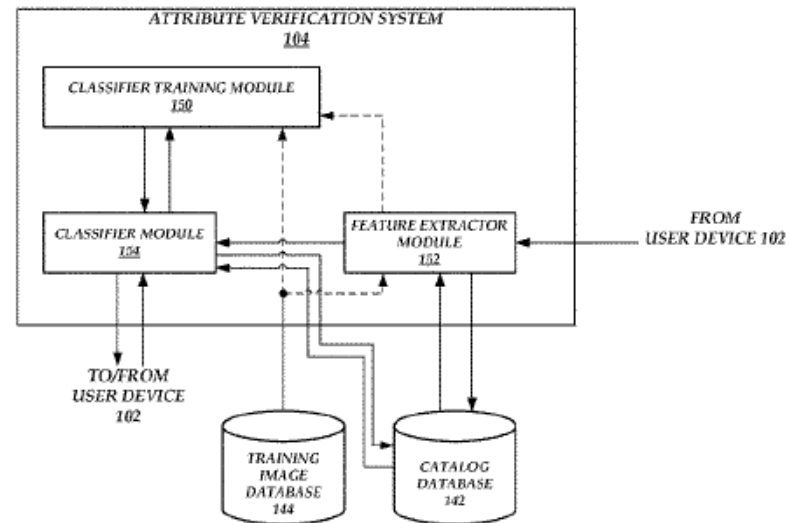 ATTRIBUTE VERIFICATION SYSTEM
104
CLASSIFIER TRAINING MODULE
150
CLASSIFIER MODULE
154
FEATURE EXTRACTOR
MODULE
152
FROM
USER DEVICE 102
TO/FROM
USER DEVICE
102
TRAINING
IMAGE
DATABASE
144
CATALOG
DATABASE
142